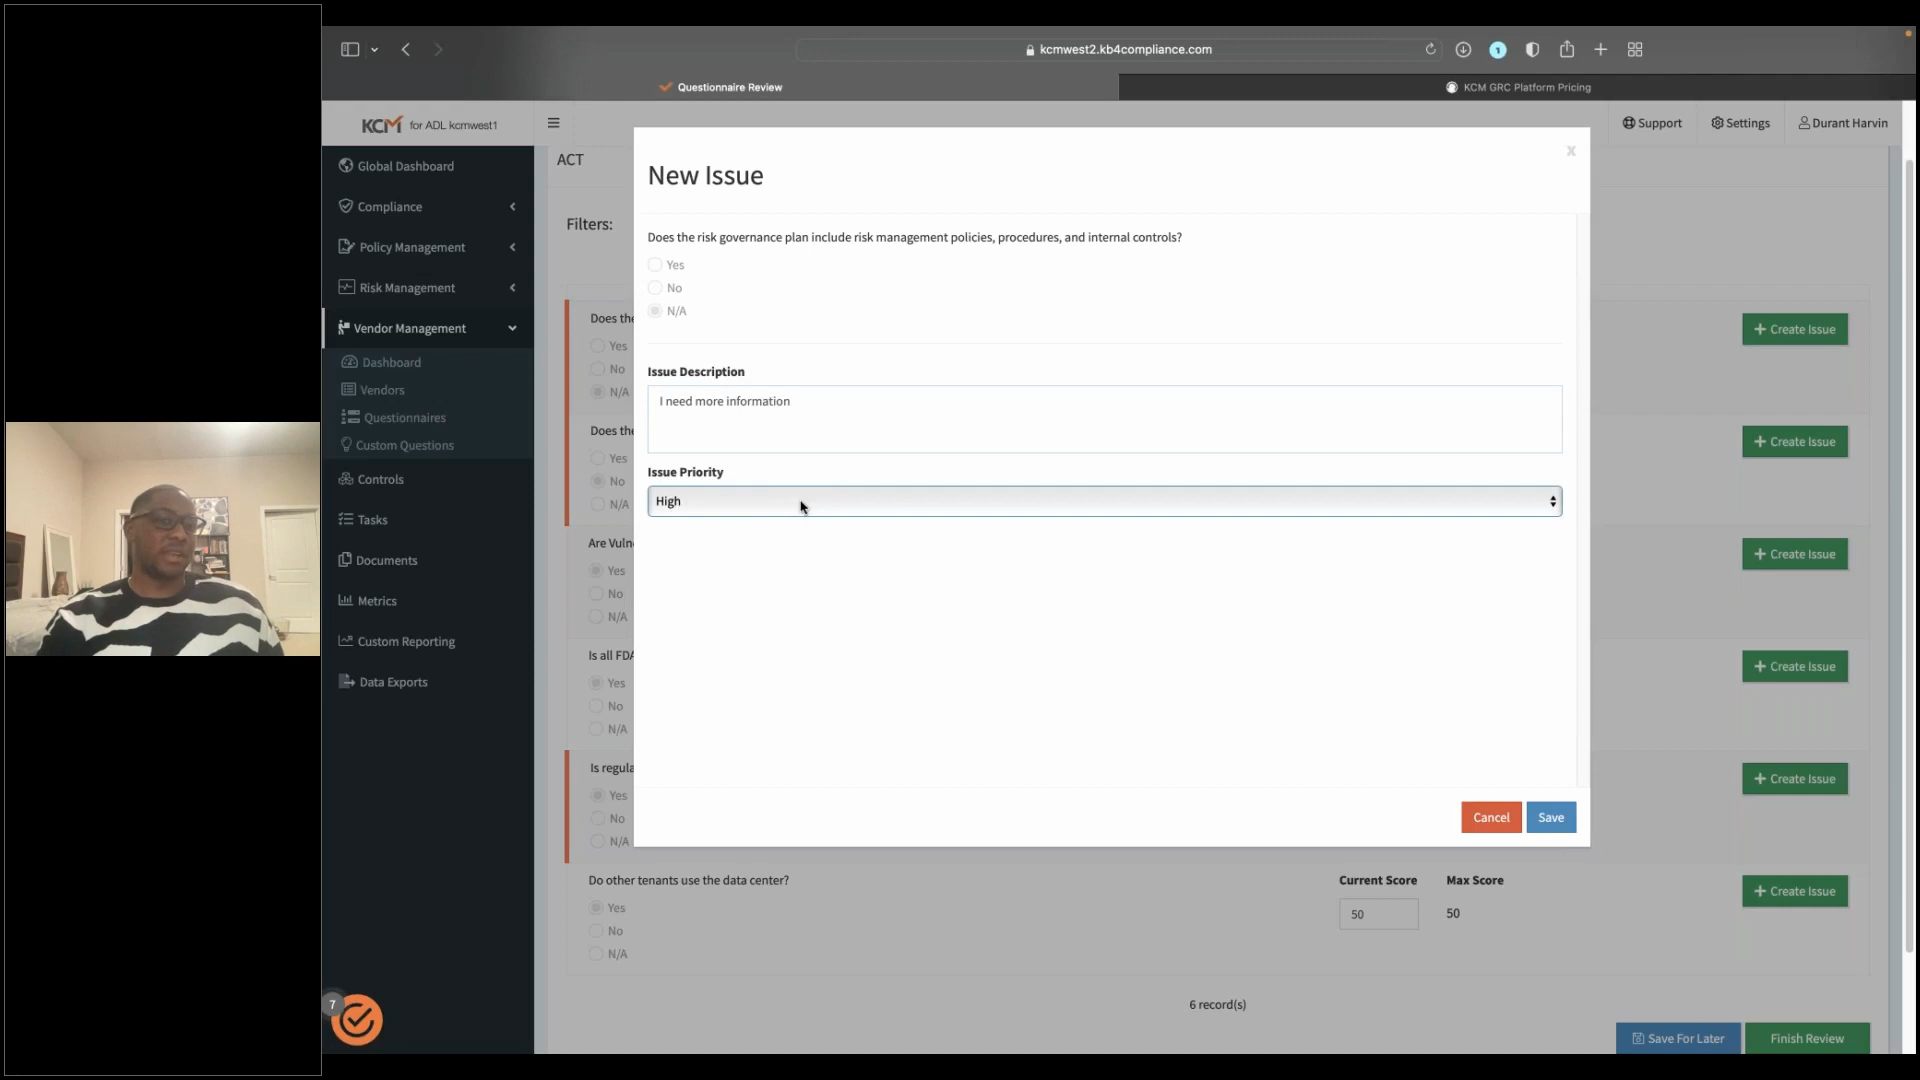 kcmwest2.kb4compliance.com
1
Questionnaire Review
KCM GRC Platform Pricing
KCM for ADL kcmwest1
Support
Settings
Durant Harvin
Global Dashboard
Compliance
Policy Management
Risk Management
Vendor Management
Dashboard
Vendors
Questionnaires
Custom Questions
Controls
Tasks
Documents
Metrics
Custom Reporting
Data Exports
7
ACT
Filters:
Does the
Yes
No
N/A
Create Issue
Does the
Yes
No
N/A
Create Issue
Are Vuln
Yes
No
N/A
Create Issue
Is all FDA
Yes
No
N/A
Create Issue
Is regula
Yes
No
N/A
Create Issue
Do other tenants use the data center?
Yes
No
N/A
Current Score
50
Max Score
50
Create Issue
6 record(s)
Save For Later
Finish Review
New Issue
x
Does the risk governance plan include risk management policies, procedures, and internal controls?
Yes
No
N/A
Issue Description
I need more information
Issue Priority
High
Cancel
Save